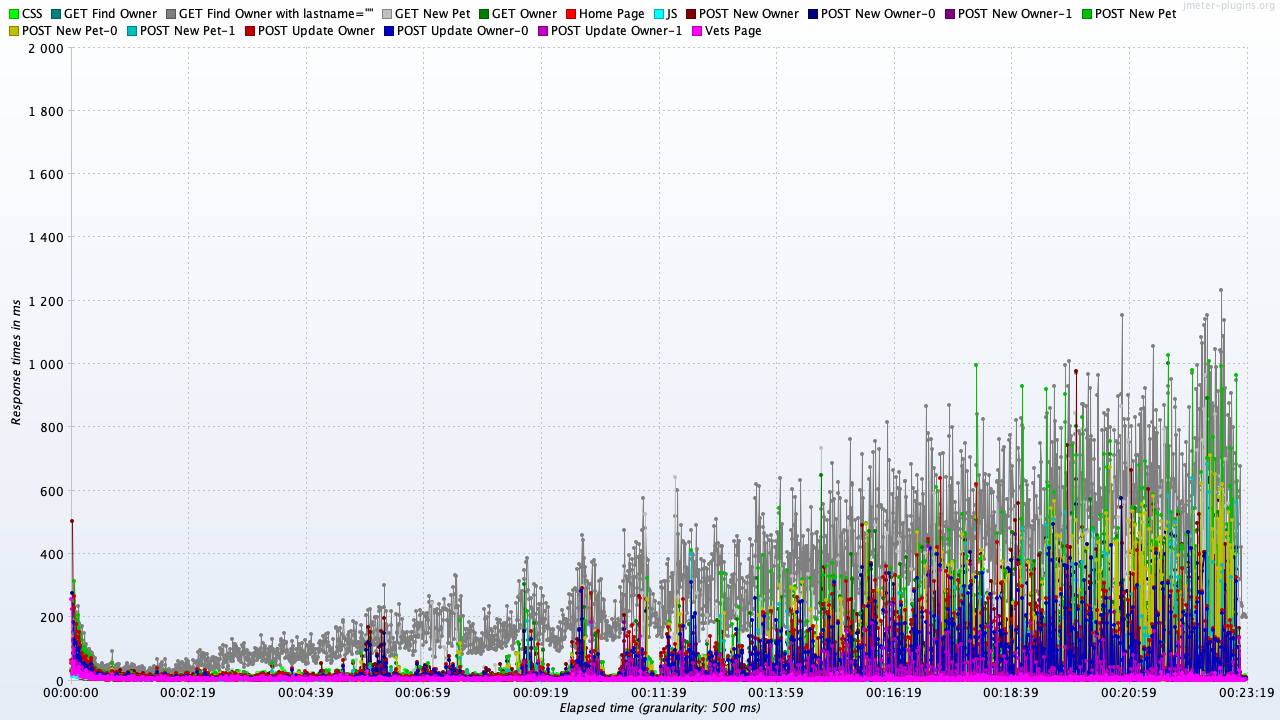 jmeter-plugins.org
CSS GET Find Owner GET Find Owner with lastname="" GET New Pet GET Owner Home Page JS POST New Owner POST New Owner-0 POST New Owner-1 POST New Pet
POST New Pet-0 POST New Pet-1 POST Update Owner POST Update Owner-0 POST Update Owner-1 Vets Page
2 000
1 800
1 600
1 400
1 200
1 000
800
600
400
200
0
Response times in ms
00:00:00 00:02:19 00:04:39 00:06:59 00:09:19 00:11:39 00:13:59 00:16:19 00:18:39 00:20:59 00:23:19
Elapsed time (granularity: 500 ms)